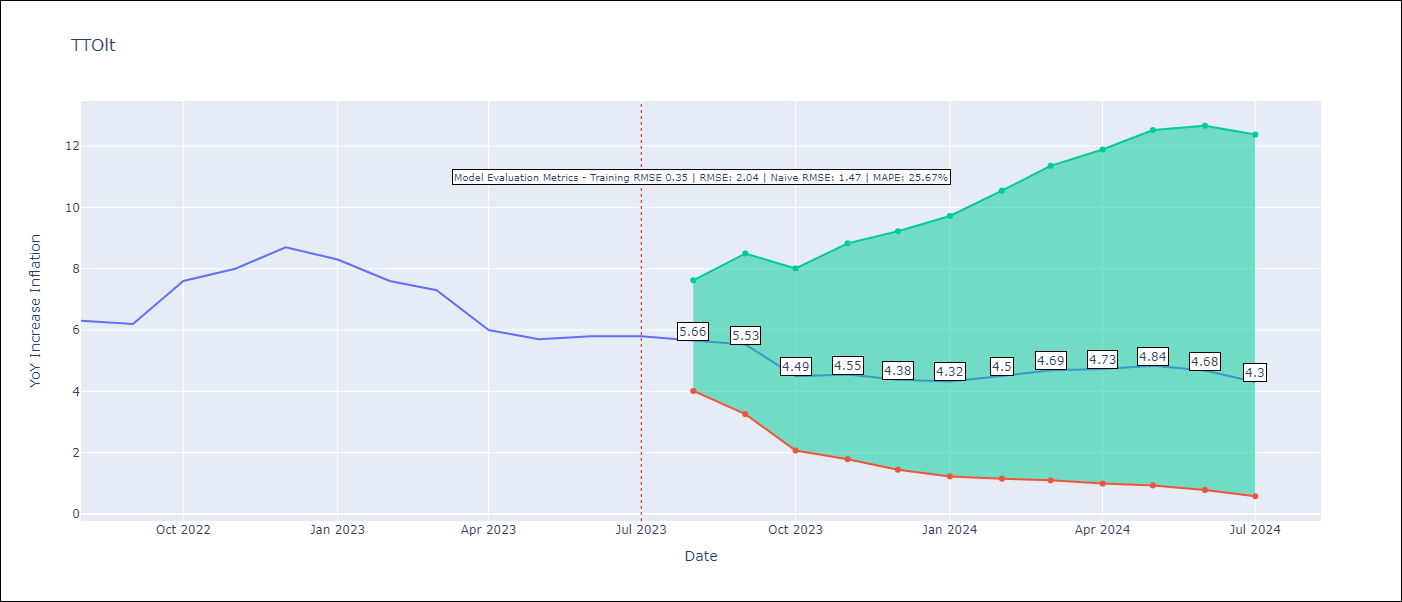 TTOlt
YoY Increase Inflation
12
10
8
6
4
2
0
Model Evaluation Metrics - Training RMSE 0.35 | RMSE: 2.04 | Naive RMSE: 1.47 | MAPE: 25.67%
5.66
5.53
4.49
4.55
4.38
4.32
4.5
4.69
4.73
4.84
4.68
4.3
Oct 2022
Jan 2023
Apr 2023
Jul 2023
Oct 2023
Jan 2024
Apr 2024
Jul 2024
Date